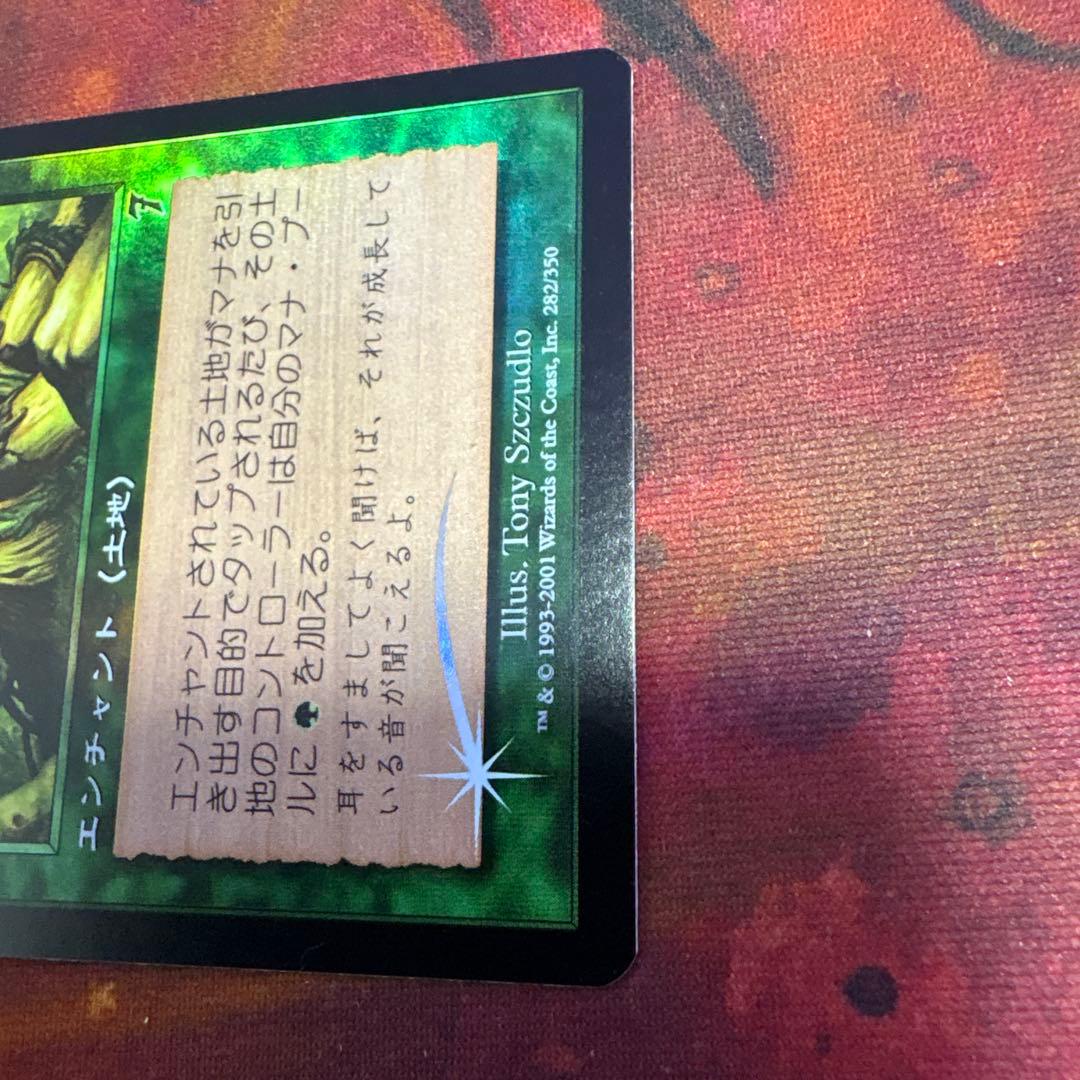 エンチャント（土地）
7
エンチャントされている土地がマナを引
き出す目的でタップされるたび、その土
地のコントローラーは自分のマナ・プー
ルに を加える。
耳をすましてよく聞けば、それが成長して
いる音が聞こえるよ。
Illus. Tony Szczudlo
™ & © 1993-2001 Wizards of the Coast, Inc. 282/350